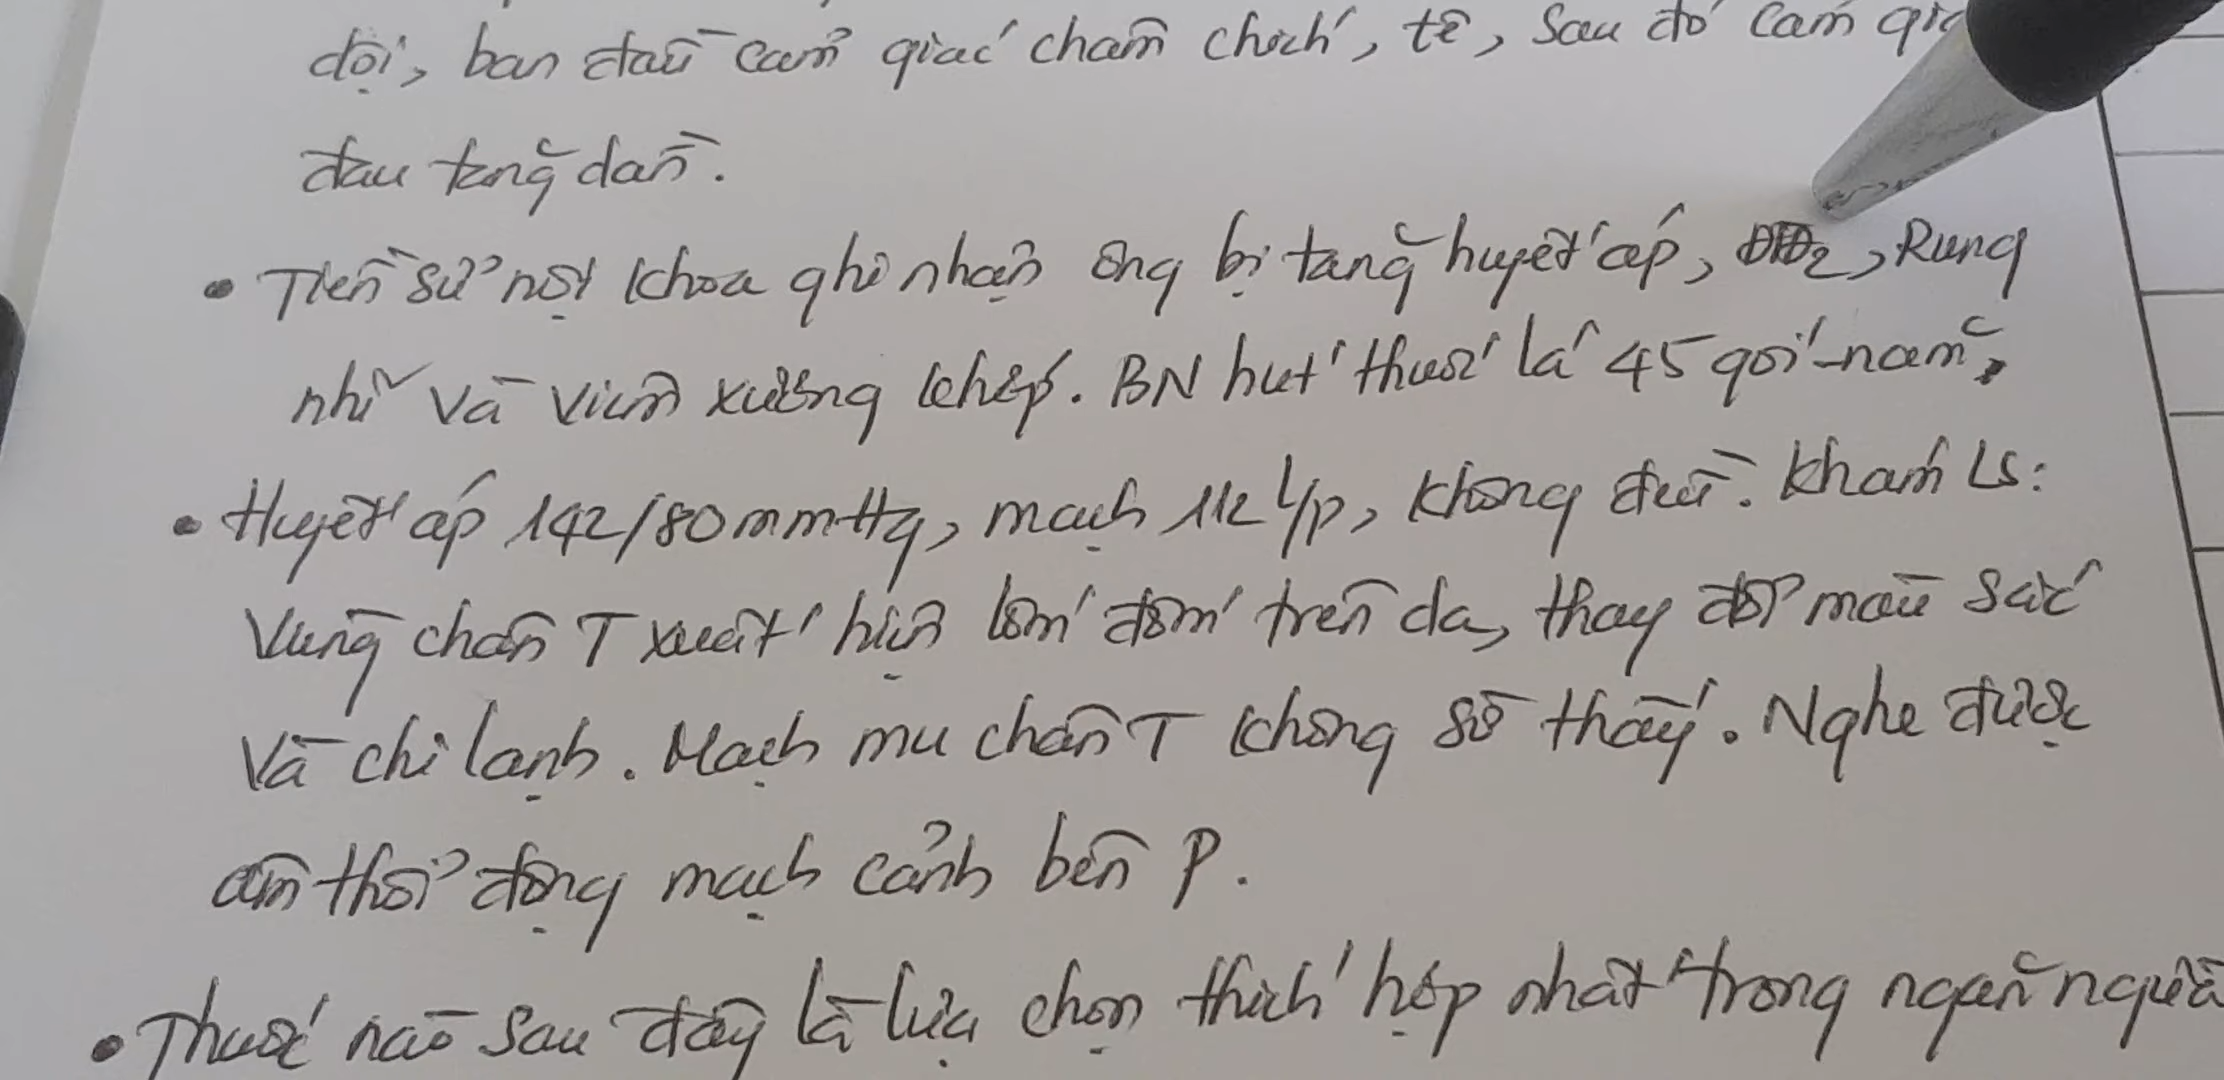 dội, ban đầu cảm giác châm chích, tê, sau đó cảm giá
đau tăng dần.
• Tiền sử nội khoa ghi nhận ông bị tăng huyết áp, ĐTĐ2, Rung
nhĩ và viêm xương khớp. BN hút thuốc lá 45 gói-năm,
• Huyết áp 142/80mmHg, mạch 112 l/p, không đều. Khám LS:
Vùng chân T xuất hiện lốm đốm trên da, thay đổi màu sắc
và chi lạnh. Mạch mu chân T không sờ thấy. Nghe được
âm thổi động mạch cảnh bên P.
• Thuốc nào sau đây là lựa chọn thích hợp nhất trong ngăn ngừa